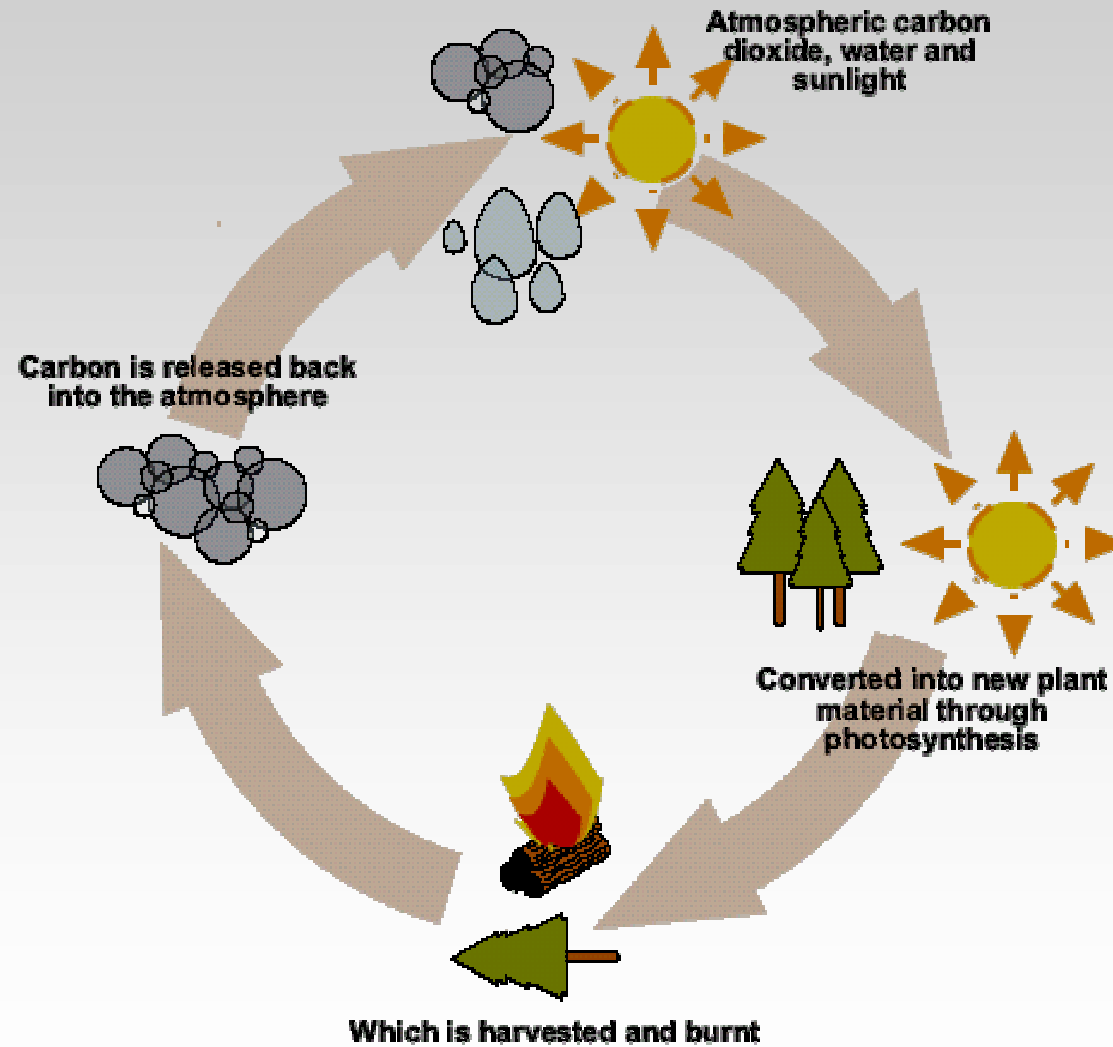 Atmospheric carbon
dioxide, water and
sunlight
Converted into new plant
material through
photosynthesis
Which is harvested and burnt
Carbon is released back
into the atmosphere